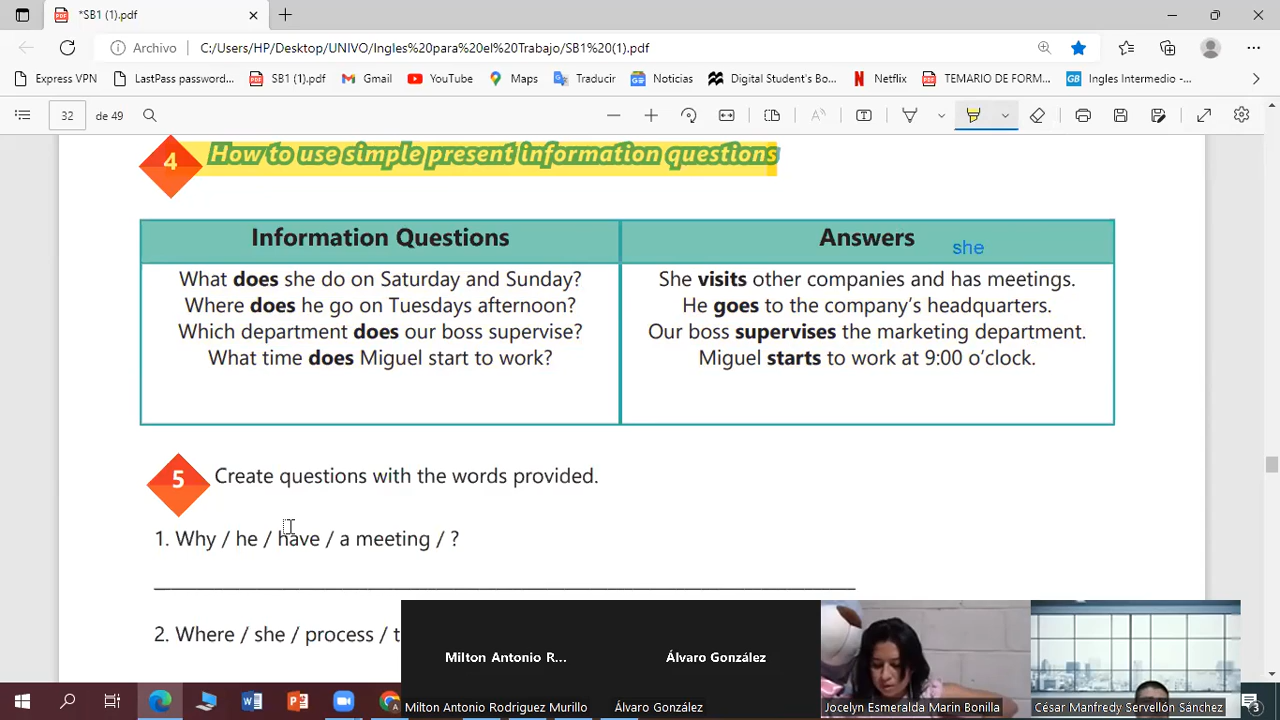 *SB1 (1).pdf
Archivo
C:/Users/HP/Desktop/UNIVO/Ingles%20para%20el%20Trabajo/SB1%20(1).pdf
Express VPN
LastPass password...
SB1 (1).pdf
Gmail
YouTube
Maps
Traducir
Noticias
Digital Student's Bo...
Netflix
TEMARIO DE FORM...
Ingles Intermedio -...
32 de 49
4 How to use simple present information questions
Information Questions
What does she do on Saturday and Sunday?
Where does he go on Tuesdays afternoon?
Which department does our boss supervise?
What time does Miguel start to work?
Answers
she
She visits other companies and has meetings.
He goes to the company's headquarters.
Our boss supervises the marketing department.
Miguel starts to work at 9:00 o'clock.
5 Create questions with the words provided.
1. Why / he / have / a meeting / ?
2. Where / she / process / t
Milton Antonio R...
Álvaro González
Milton Antonio Rodriguez Murillo
Álvaro González
Jocelyn Esmeralda Marin Bonilla
César Manfredy Servellón Sánchez
3